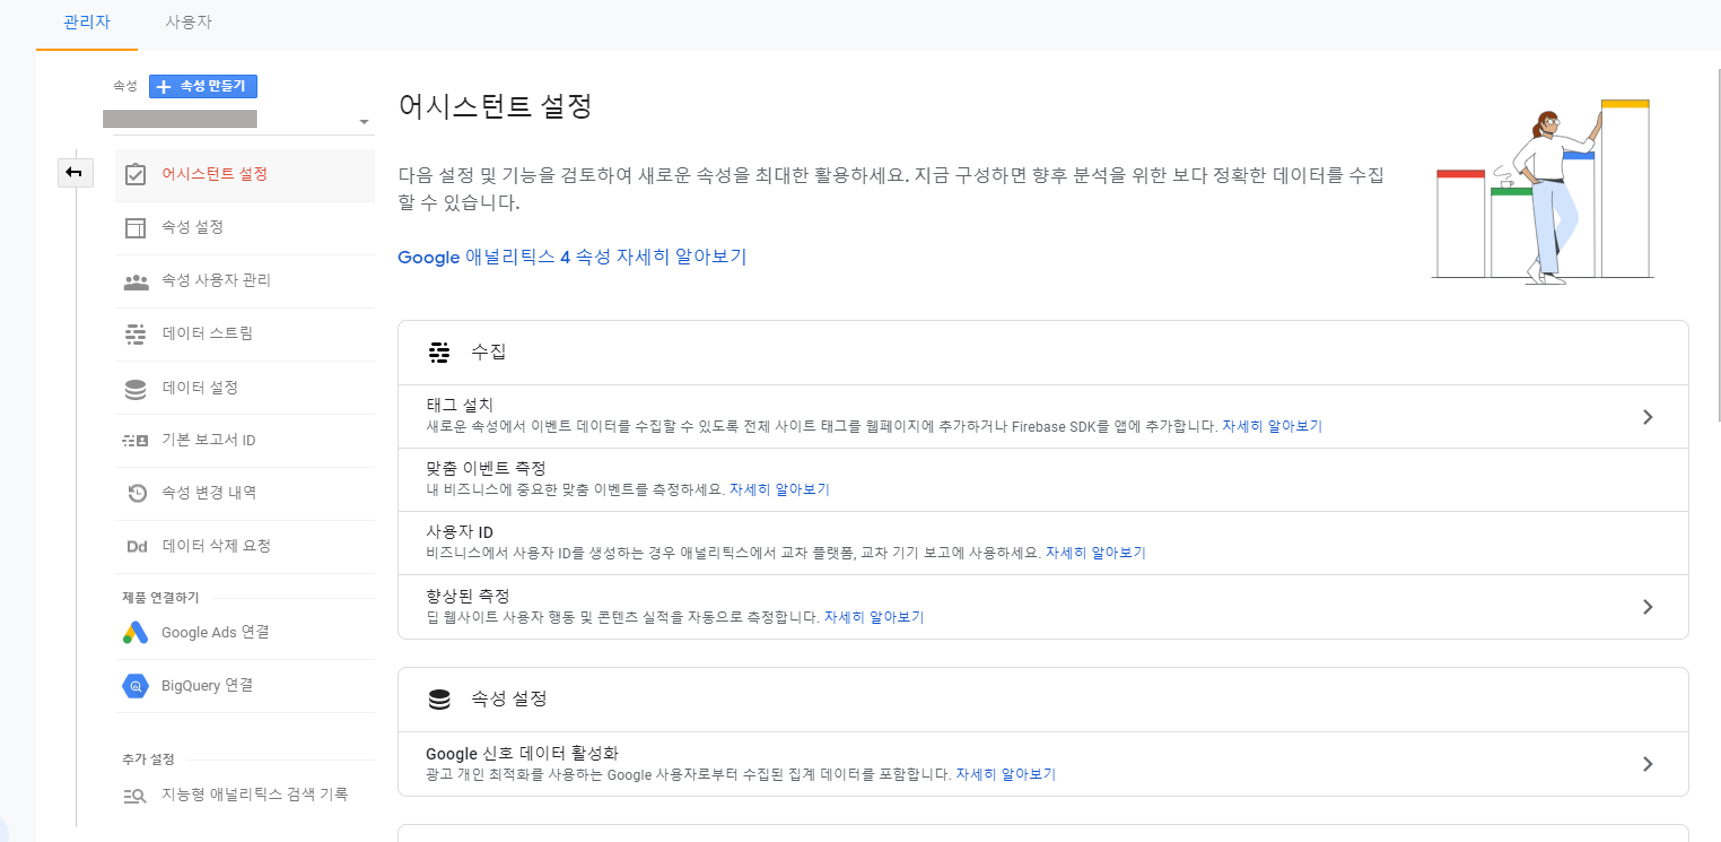 관리자
사용자
속성
속성 만들기
어시스턴트 설정
속성 설정
속성 사용자 관리
데이터 스트림
데이터 설정
기본 보고서 ID
속성 변경 내역
Dd 데이터 삭제 요청
제품 연결하기
Google Ads 연결
BigQuery 연결
추가 설정
지능형 애널리틱스 검색 기록
어시스턴트 설정
다음 설정 및 기능을 검토하여 새로운 속성을 최대한 활용하세요. 지금 구성하면 향후 분석을 위한 보다 정확한 데이터를 수집
할 수 있습니다.
Google 애널리틱스 4 속성 자세히 알아보기
수집
태그 설치
새로운 속성에서 이벤트 데이터를 수집할 수 있도록 전체 사이트 태그를 웹페이지에 추가하거나 Firebase SDK를 앱에 추가합니다. 자세히 알아보기
맞춤 이벤트 측정
내 비즈니스에 중요한 맞춤 이벤트를 측정하세요. 자세히 알아보기
사용자 ID
비즈니스에서 사용자 ID를 생성하는 경우 애널리틱스에서 교차 플랫폼, 교차 기기 보고에 사용하세요. 자세히 알아보기
향상된 측정
딥 웹사이트 사용자 행동 및 콘텐츠 실적을 자동으로 측정합니다. 자세히 알아보기
속성 설정
Google 신호 데이터 활성화
광고 개인 최적화를 사용하는 Google 사용자로부터 수집된 집계 데이터를 포함합니다. 자세히 알아보기